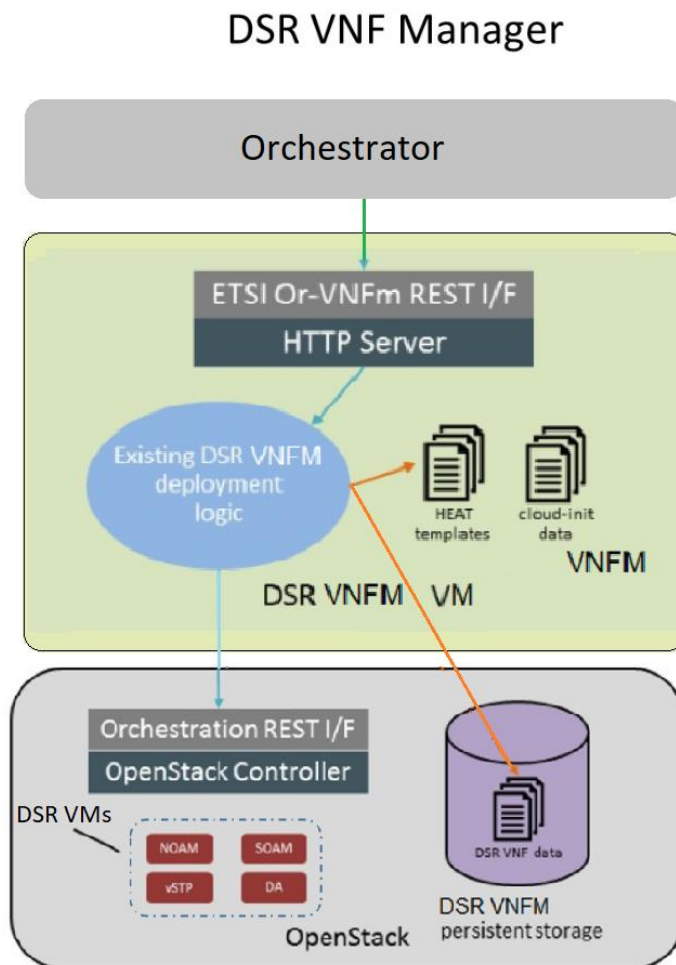 DSR VNF Manager
Orchestrator
ETSI Or-VNFm REST I/F
HTTP Server
Existing DSR VNFM
deployment
logic
HEAT
templates
cloud-init
data
VNFM
DSR VNFM VM
Orchestration REST I/F
OpenStack Controller
DSR VMs
NOAM
SOAM
vSTP
DA
OpenStack
DSR VNF data
DSR VNFM
persistent storage